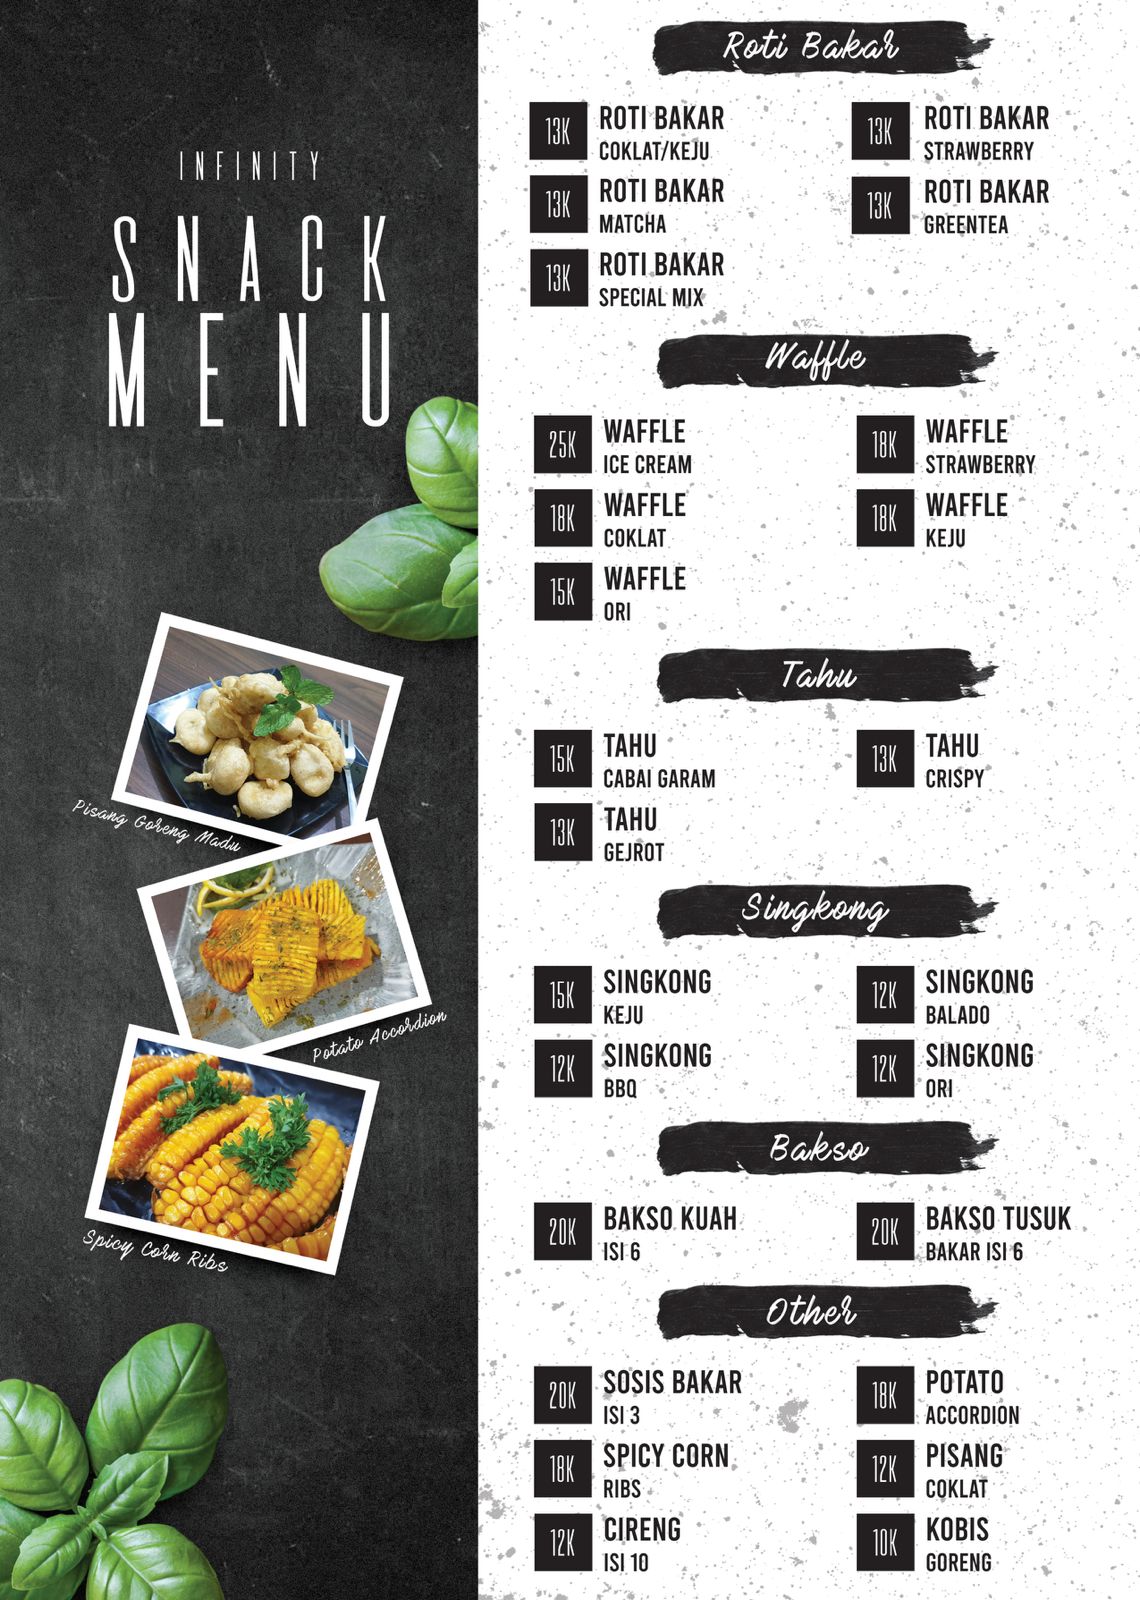 INFINITY
SNACK
MENU
Pisang Goreng Madu
Potato Accordion
Spicy Corn Ribs
Roti Bakar
13K ROTI BAKAR
COKLAT/KEJU
13K ROTI BAKAR
STRAWBERRY
13K ROTI BAKAR
MATCHA
13K ROTI BAKAR
GREENTEA
13K ROTI BAKAR
SPECIAL MIX
Waffle
25K WAFFLE
ICE CREAM
18K WAFFLE
STRAWBERRY
18K WAFFLE
COKLAT
18K WAFFLE
KEJU
15K WAFFLE
ORI
Tahu
15K TAHU
CABAI GARAM
13K TAHU
CRISPY
13K TAHU
GEJROT
Singkong
15K SINGKONG
KEJU
12K SINGKONG
BALADO
12K SINGKONG
BBQ
12K SINGKONG
ORI
Bakso
20K BAKSO KUAH
ISI 6
20K BAKSO TUSUK
BAKAR ISI 6
Other
20K SOSIS BAKAR
ISI 3
18K POTATO
ACCORDION
18K SPICY CORN
RIBS
12K PISANG
COKLAT
12K CIRENG
ISI 10
10K KOBIS
GORENG